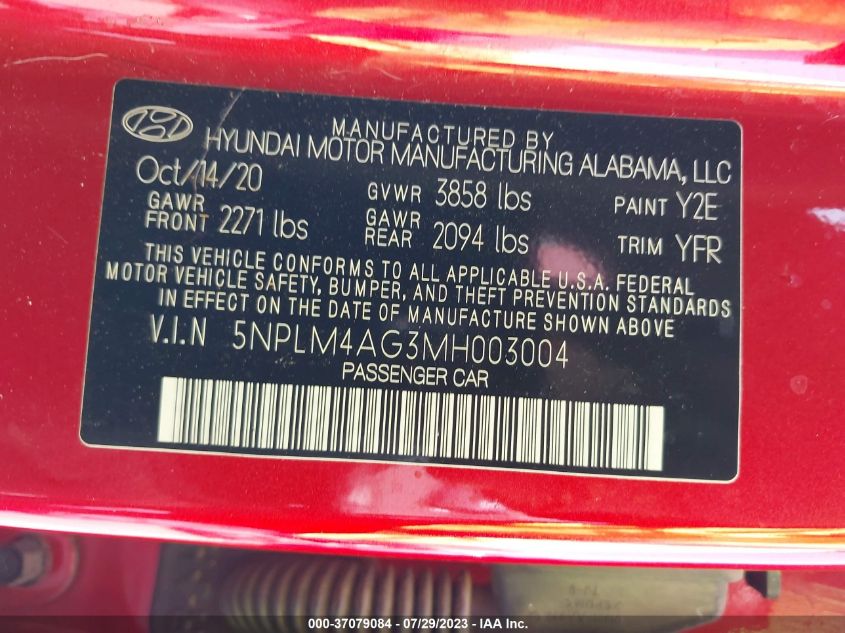 MANUFACTURED BY
HYUNDAI MOTOR MANUFACTURING ALABAMA, LLC
Oct/14/20 GVWR 3858 lbs PAINT Y2E
GAWR FRONT 2271 lbs GAWR REAR 2094 lbs TRIM YFR
THIS VEHICLE CONFORMS TO ALL APPLICABLE U.S.A. FEDERAL
MOTOR VEHICLE SAFETY, BUMPER, AND THEFT PREVENTION STANDARDS
IN EFFECT ON THE DATE OF MANUFACTURE SHOWN ABOVE
V.I.N 5NPLM4AG3MH003004
PASSENGER CAR
000-37079084 / 07/29/2023 - IAA Inc.